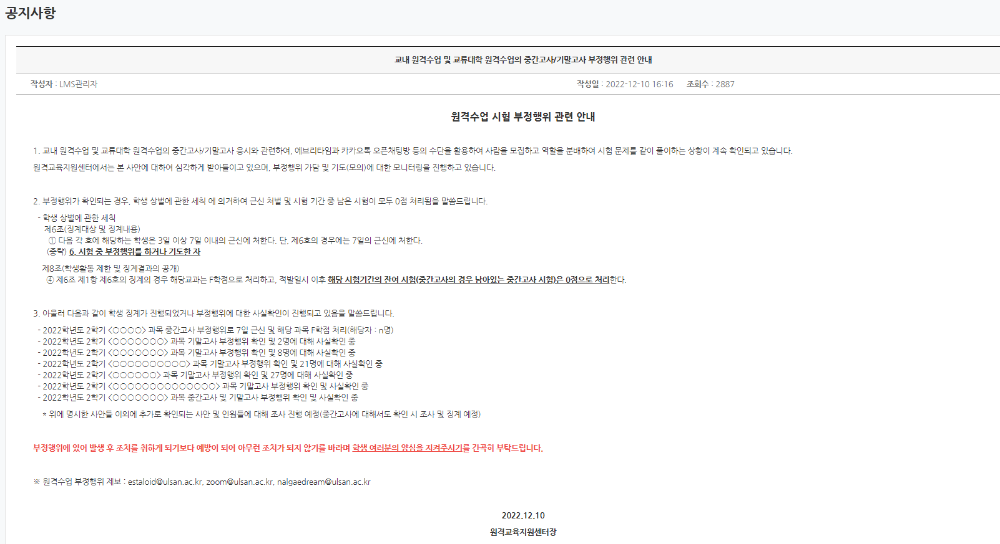 공지사항
교내 원격수업 및 교류대학 원격수업의 중간고사/기말고사 부정행위 관련 안내
작성자 : LMS관리자 작성일 : 2022-12-10 16:16 조회수 : 2887
원격수업 시험 부정행위 관련 안내
1. 교내 원격수업 및 교류대학 원격수업의 중간고사/기말고사 응시와 관련하여, 에브리타임과 카카오톡 오픈채팅방 등의 수단을 활용하여 사람을 모집하고 역할을 분배하여 시험 문제를 같이 풀이하는 상황이 계속 확인되고 있습니다.
원격교육지원센터에서는 본 사안에 대하여 심각하게 받아들이고 있으며, 부정행위 가담 및 기도(모의)에 대한 모니터링을 진행하고 있습니다.
2. 부정행위가 확인되는 경우, 학생 상벌에 관한 세칙 에 의거하여 근신 처벌 및 시험 기간 중 남은 시험이 모두 0점 처리됨을 말씀드립니다.
- 학생 상벌에 관한 세칙
제6조(징계대상 및 징계내용)
① 다음 각 호에 해당하는 학생은 3일 이상 7일 이내의 근신에 처한다. 단, 제6호의 경우에는 7일의 근신에 처한다.
(중략) 6. 시험 중 부정행위를 하거나 기도한 자
제8조(학생활동 제한 및 징계결과의 공개)
④ 제6조 제1항 제6호의 징계의 경우 해당교과는 F학점으로 처리하고, 적발일시 이후 해당 시험기간의 잔여 시험(중간고사의 경우 남아있는 중간고사 시험)은 0점으로 처리한다.
3. 아울러 다음과 같이 학생 징계가 진행되었거나 부정행위에 대한 사실확인이 진행되고 있음을 말씀드립니다.
- 2022학년도 2학기 <○○○○> 과목 중간고사 부정행위로 7일 근신 및 해당 과목 F학점 처리(해당자 : n명)
- 2022학년도 2학기 <○○○○○○○> 과목 기말고사 부정행위 확인 및 2명에 대해 사실확인 중
- 2022학년도 2학기 <○○○○○○○> 과목 기말고사 부정행위 확인 및 8명에 대해 사실확인 중
- 2022학년도 2학기 <○○○○○○○○○○> 과목 기말고사 부정행위 확인 및 21명에 대해 사실확인 중
- 2022학년도 2학기 <○○○○○○> 과목 기말고사 부정행위 확인 및 27명에 대해 사실확인 중
- 2022학년도 2학기 <○○○○○○○○○○○○○○> 과목 기말고사 부정행위 확인 및 사실확인 중
- 2022학년도 2학기 <○○○○○○○> 과목 중간고사 및 기말고사 부정행위 확인 및 사실확인 중
* 위에 명시한 사안들 이외에 추가로 확인되는 사안 및 인원들에 대해 조사 진행 예정(중간고사에 대해서도 확인 시 조사 및 징계 예정)
부정행위에 있어 발생 후 조치를 취하게 되기보다 예방이 되어 아무런 조치가 되지 않기를 바라며 학생 여러분의 양심을 지켜주시기를 간곡히 부탁드립니다.
※ 원격수업 부정행위 제보 : estaloid@ulsan.ac.kr, zoom@ulsan.ac.kr, nalgaedream@ulsan.ac.kr
2022.12.10
원격교육지원센터장